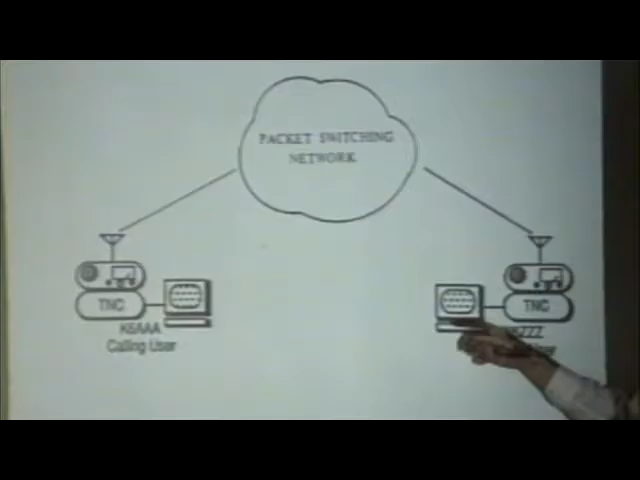 PACKET SWITCHING
NETWORK
TNC
K6AAA
Calling User
TNC